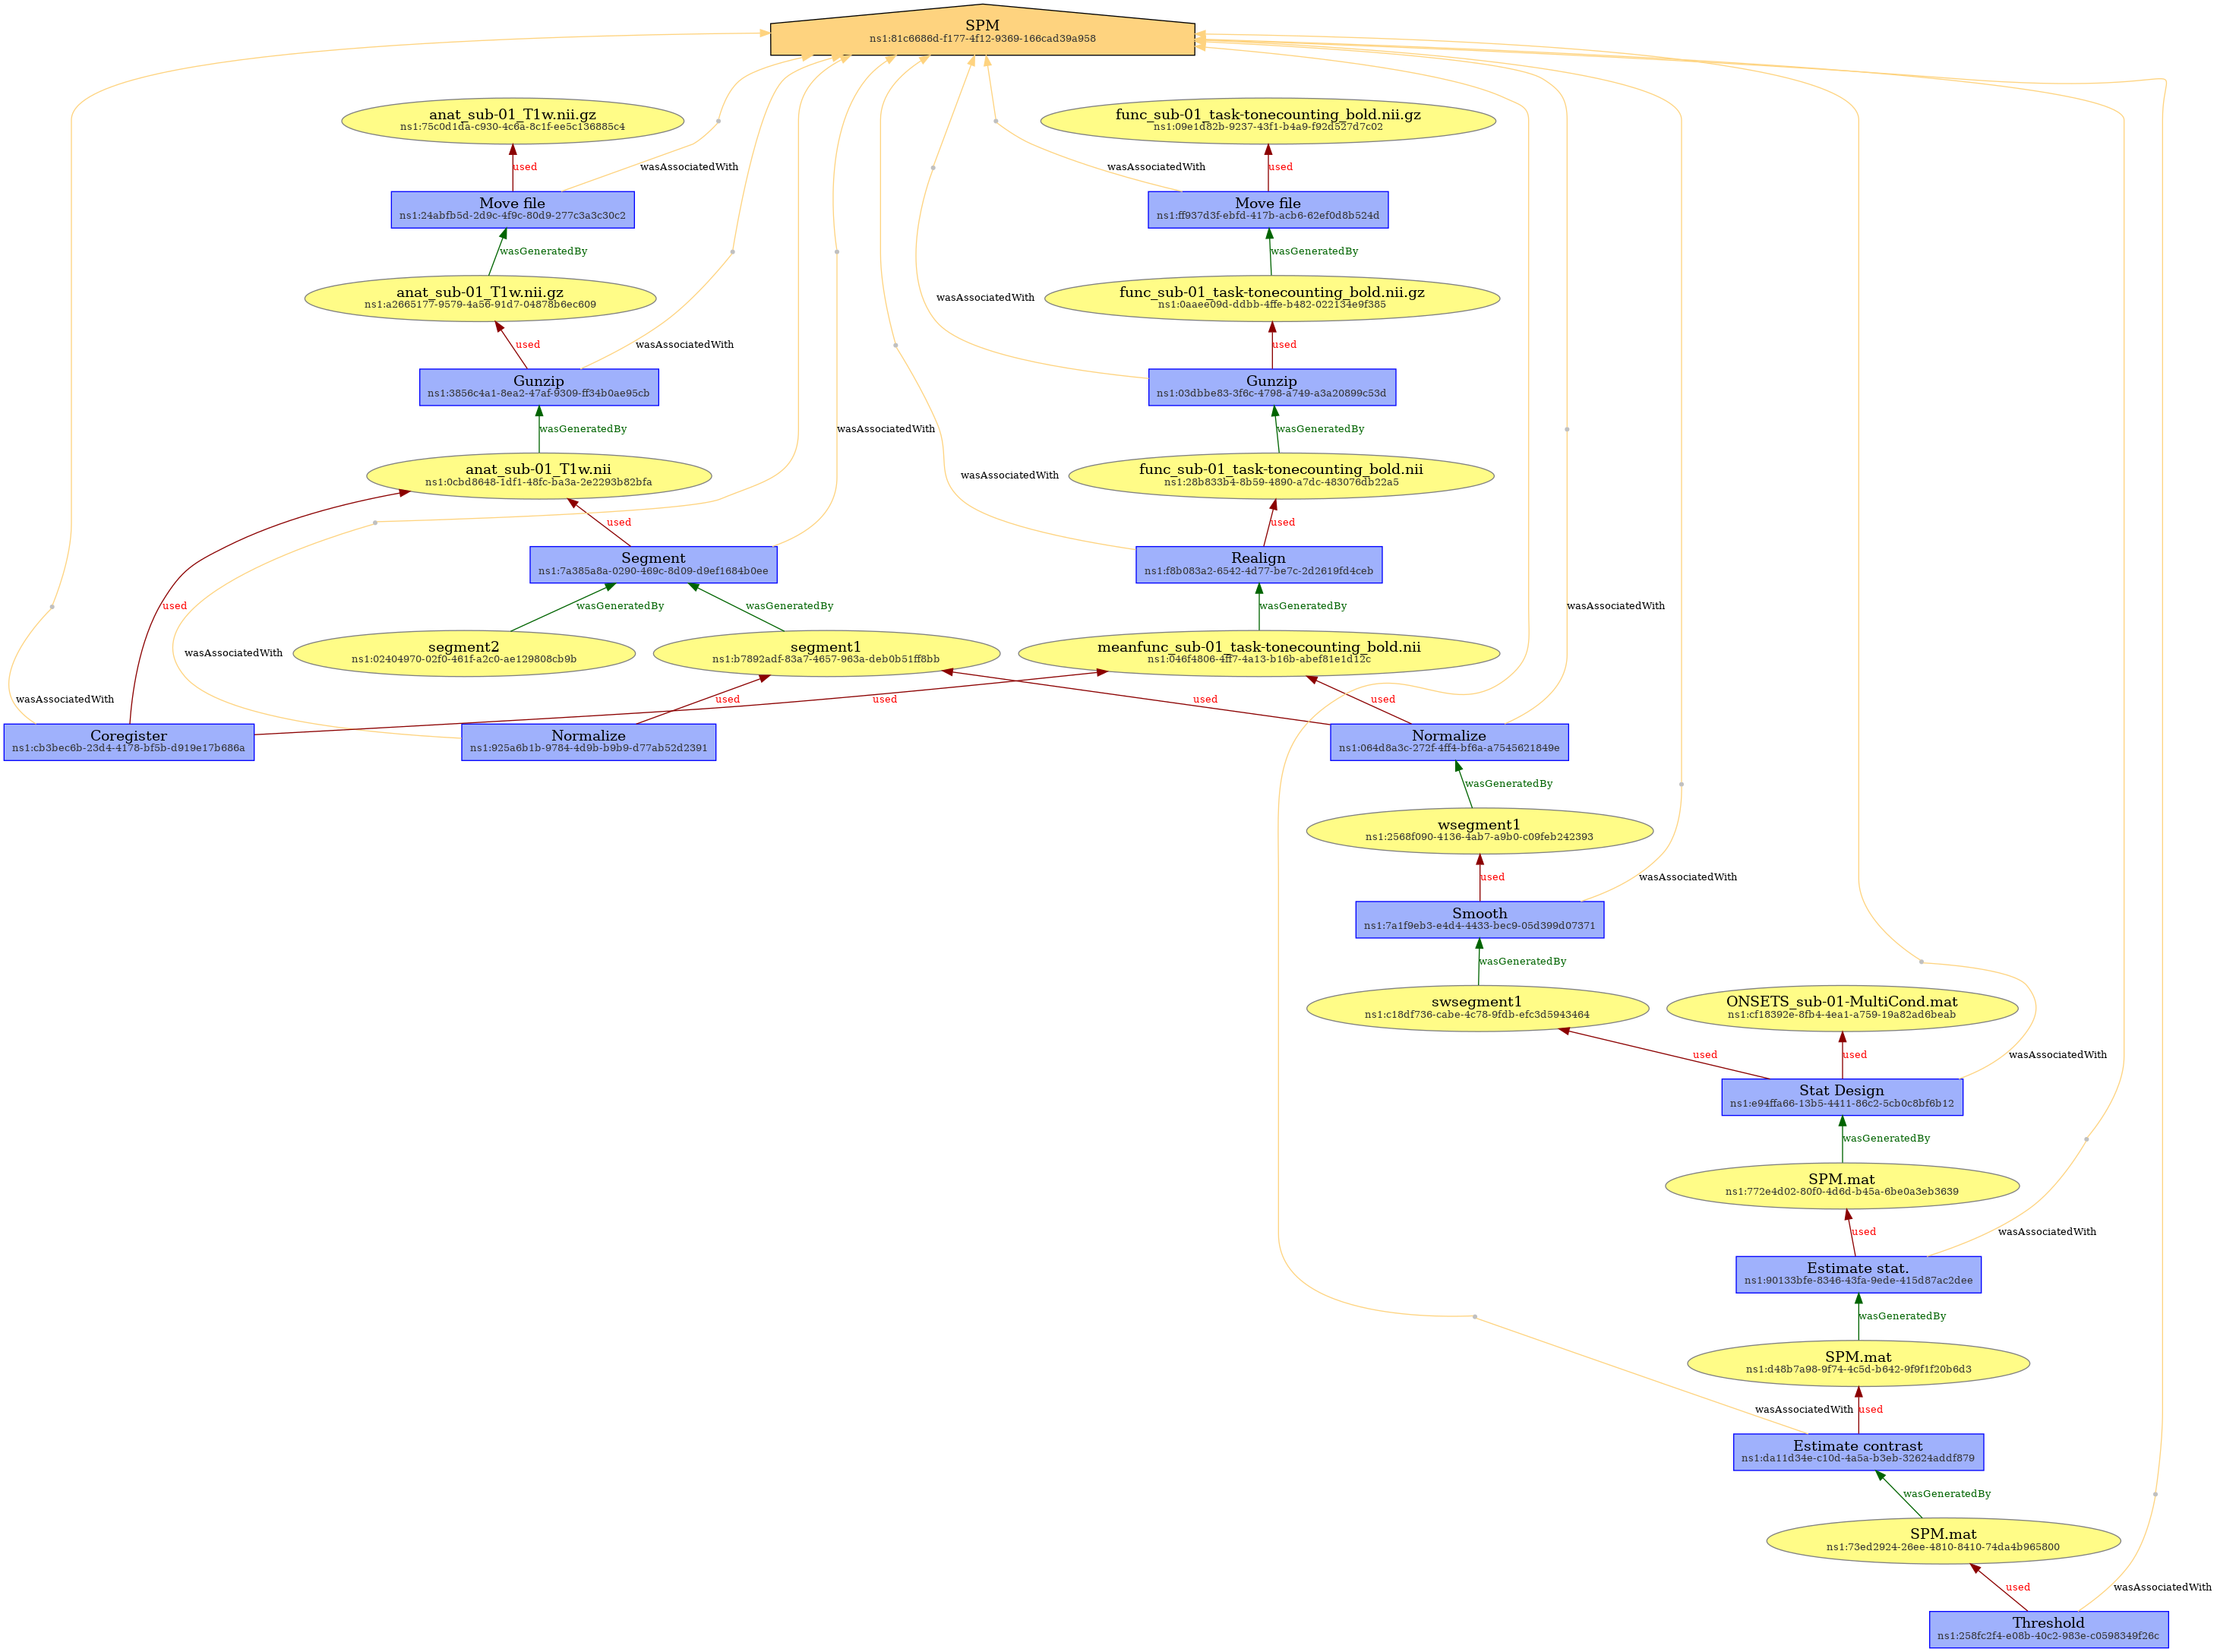 SPM
ns1:81c6686d-f177-4f12-9369-166cad39a958
anat_sub-01_T1w.nii.gz
ns1:75c0d1da-c930-4c6a-8c1f-ee5c136885c4
func_sub-01_task-tonecounting_bold.nii.gz
ns1:09e1d82b-9237-43f1-b4a9-f92d527d7c02
used
wasAssociatedWith
wasAssociatedWith
used
Move file
ns1:24abfb5d-2d9c-4f9c-80d9-277c3a3c30c2
Move file
ns1:ff937d3f-ebfd-417b-acb6-62ef0d8b524d
wasGeneratedBy
wasGeneratedBy
anat_sub-01_T1w.nii.gz
ns1:a2665177-9579-4a56-91d7-04878b6ec609
wasAssociatedWith
func_sub-01_task-tonecounting_bold.nii.gz
ns1:0aaee09d-ddbb-4ffe-b482-022134e9f385
used
wasAssociatedWith
used
Gunzip
ns1:3856c4a1-8ea2-47af-9309-ff34b0ae95cb
Gunzip
ns1:03dbbe83-3f6c-4798-a749-a3a20899c53d
wasGeneratedBy
wasAssociatedWith
wasGeneratedBy
anat_sub-01_T1w.nii
ns1:0cbd8648-1df1-48fc-ba3a-2e2293b82bfa
wasAssociatedWith
func_sub-01_task-tonecounting_bold.nii
ns1:28b833b4-8b59-4890-a7dc-483076db22a5
used
used
Segment
ns1:7a385a8a-0290-469c-8d09-d9ef1684b0ee
Realign
ns1:f8b083a2-6542-4d77-be7c-2d2619fd4ceb
used
wasGeneratedBy
wasGeneratedBy
wasGeneratedBy
wasAssociatedWith
wasAssociatedWith
segment2
ns1:02404970-02f0-461f-a2c0-ae129808cb9b
segment1
ns1:b7892adf-83a7-4657-963a-deb0b51ff8bb
meanfunc_sub-01_task-tonecounting_bold.nii
ns1:046f4806-4ff7-4a13-b16b-abef81e1d12c
wasAssociatedWith
used
used
used
used
Coregister
ns1:cb3bec6b-23d4-4178-bf5b-d919e17b686a
Normalize
ns1:925a6b1b-9784-4d9b-b9b9-d77ab52d2391
Normalize
ns1:064d8a3c-272f-4ff4-bf6a-a7545621849e
wasGeneratedBy
wsegment1
ns1:2568f090-4136-4ab7-a9b0-c09feb242393
used
wasAssociatedWith
Smooth
ns1:7a1f9eb3-e4d4-4433-bec9-05d399d07371
wasGeneratedBy
swsegment1
ns1:c18df736-cabe-4c78-9fdb-efc3d5943464
ONSETS_sub-01-MultiCond.mat
ns1:cf18392e-8fb4-4ea1-a759-19a82ad6beab
used
used
wasAssociatedWith
Stat Design
ns1:e94ffa66-13b5-4411-86c2-5cb0c8bf6b12
wasGeneratedBy
SPM.mat
ns1:772e4d02-80f0-4d6d-b45a-6be0a3eb3639
used
wasAssociatedWith
Estimate stat.
ns1:90133bfe-8346-43fa-9ede-415d87ac2dee
wasGeneratedBy
SPM.mat
ns1:d48b7a98-9f74-4c5d-b642-9f9f1f20b6d3
wasAssociatedWith
used
Estimate contrast
ns1:da11d34e-c10d-4a5a-b3eb-32624addf879
wasGeneratedBy
SPM.mat
ns1:73ed2924-26ee-4810-8410-74da4b965800
used
wasAssociatedWith
Threshold
ns1:258fc2f4-e08b-40c2-983e-c0598349f26c